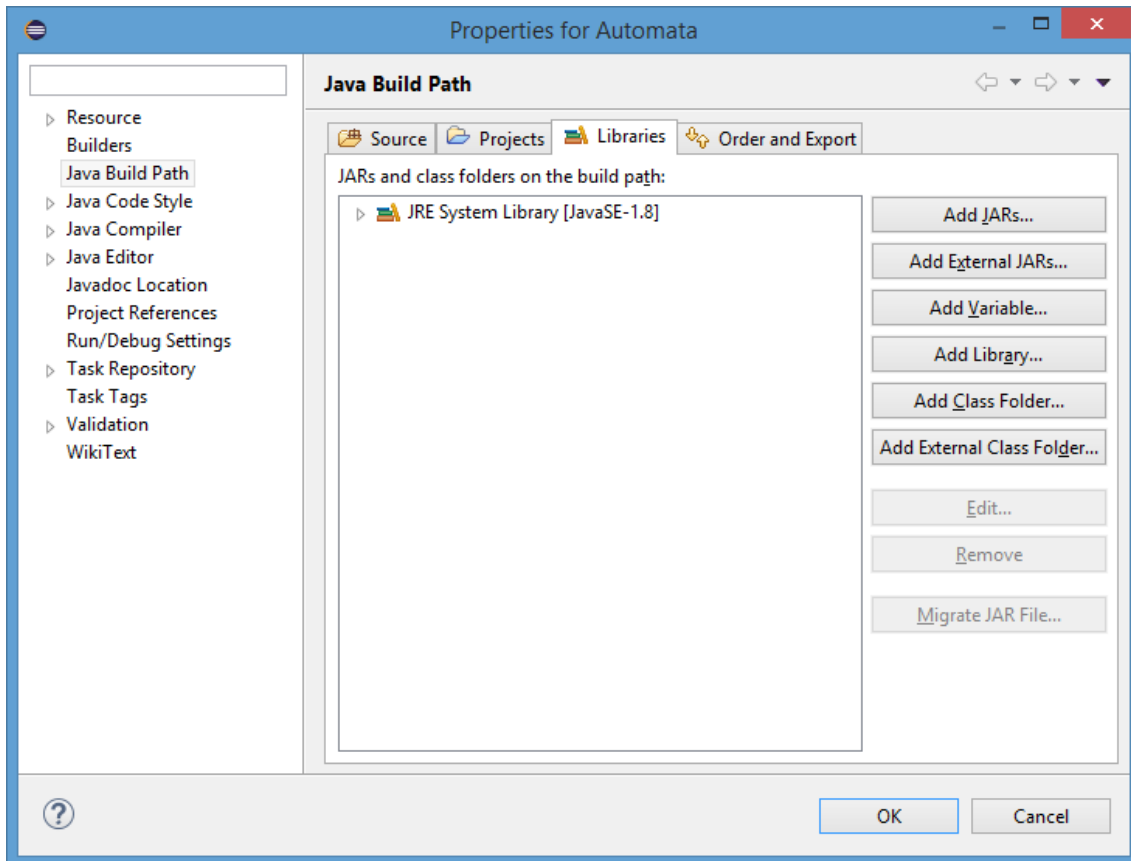 Properties for Automata
Java Build Path
Resource
Builders
Java Build Path
Java Code Style
Java Compiler
Java Editor
Javadoc Location
Project References
Run/Debug Settings
Task Repository
Task Tags
Validation
WikiText
Source Projects Libraries Order and Export
JARs and class folders on the build path:
JRE System Library [JavaSE-1.8]
Add JARs...
Add External JARs...
Add Variable...
Add Library...
Add Class Folder...
Add External Class Folder...
Edit...
Remove
Migrate JAR File...
?
OK Cancel